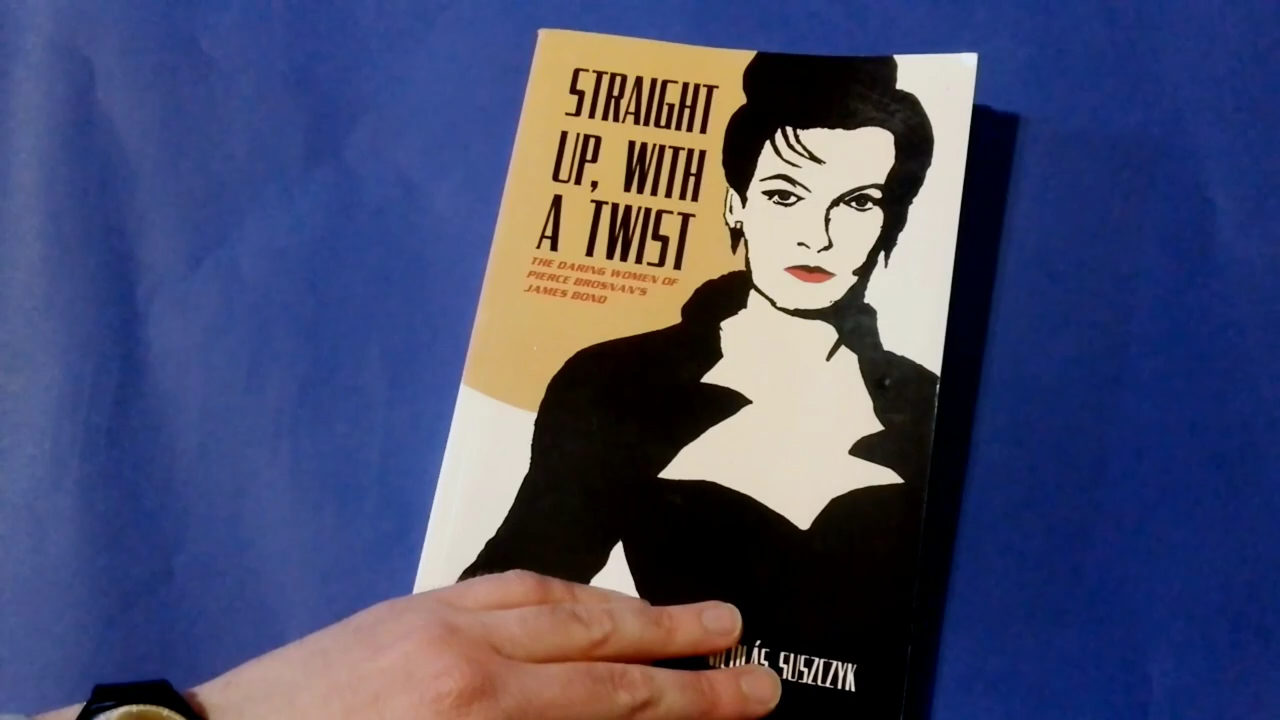 STRAIGHT
UP, WITH
A TWIST
THE DARING WOMEN OF
PIERCE BROSNAN'S
JAMES BOND
NICOLÁS SUSZCZYK